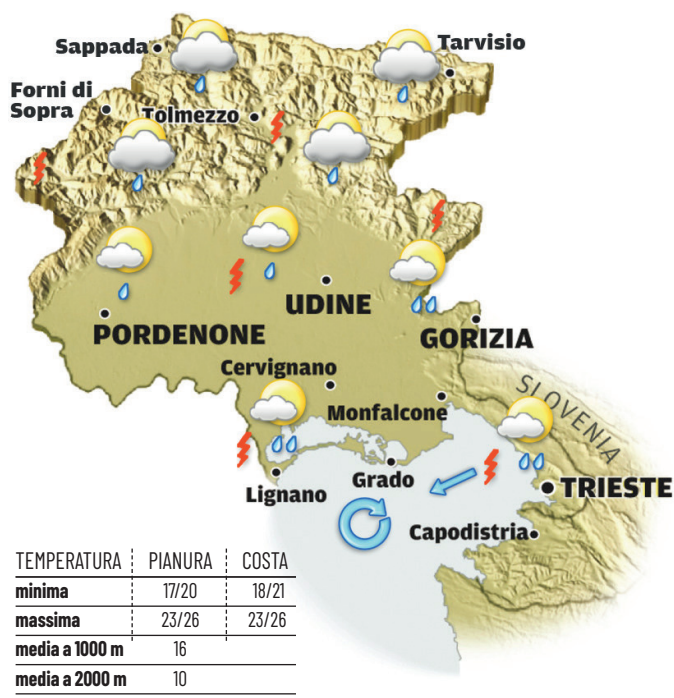 Sappada
Tarvisio
Forni di
Sopra
Tolmezzo
UDINE
PORDENONE
GORIZIA
Cervignano
Monfalcone
SLOVENIA
Grado
Lignano
TRIESTE
Capodistria
TEMPERATURA PIANURA COSTA
minima 17/20 18/21
massima 23/26 23/26
media a 1000 m 16
media a 2000 m 10